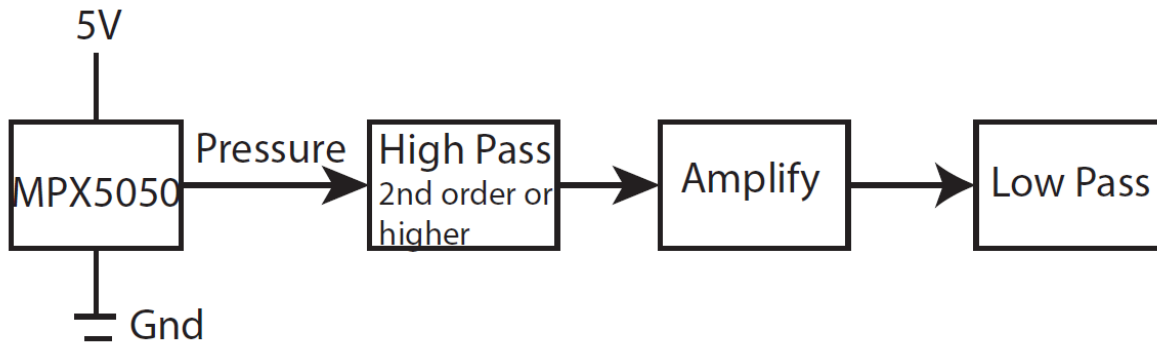 5V
MPX5050
Pressure
High Pass
2nd order or
higher
Amplify
Low Pass
Gnd